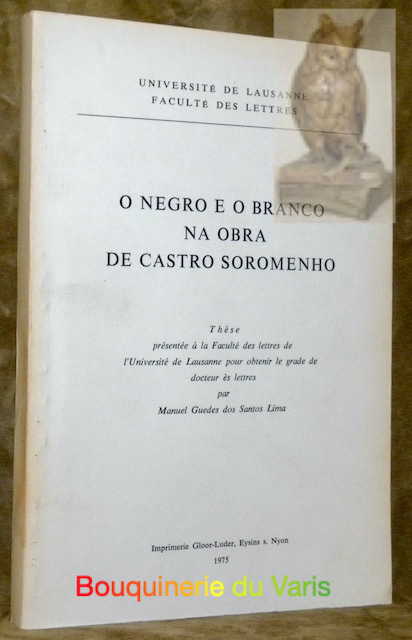 UNIVERSITÉ DE LAUSANNE
FACULTÉ DES LETTRES
O NEGRO E O BRANCO
NA OBRA
DE CASTRO SOROMENHO
Thèse
présentée à la Faculté des lettres de
l'Université de Lausanne pour obtenir le grade de
docteur ès lettres
par
Manuel Guedes dos Santos Lima
Imprimerie Gloor-Luder, Eysins s. Nyon
1975
Bouquinerie du Varis